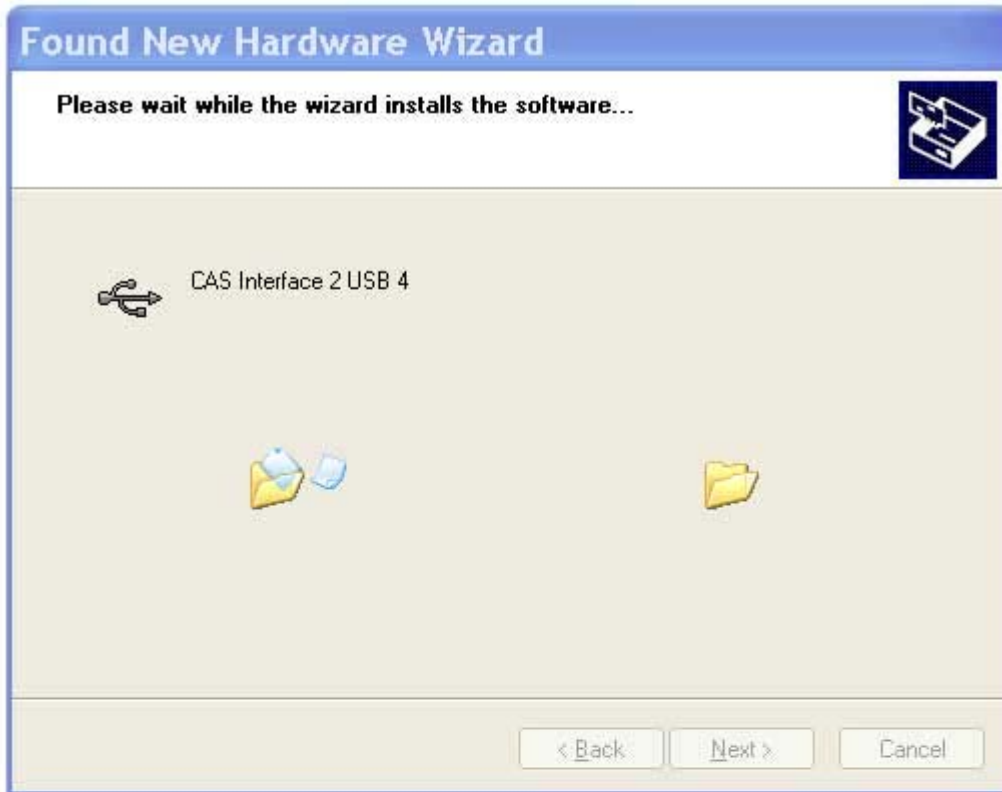 Found New Hardware Wizard
Please wait while the wizard installs the software...
CAS Interface 2 USB 4
< Back
Next >
Cancel